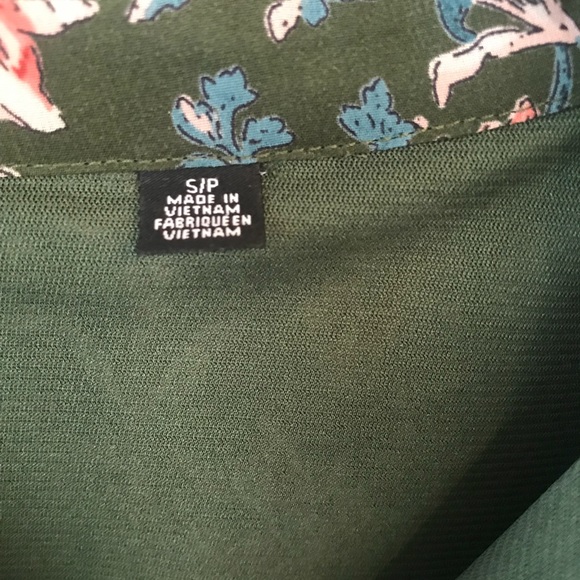 S/P
MADE IN
VIETNAM
FABRIQUE EN
VIETNAM